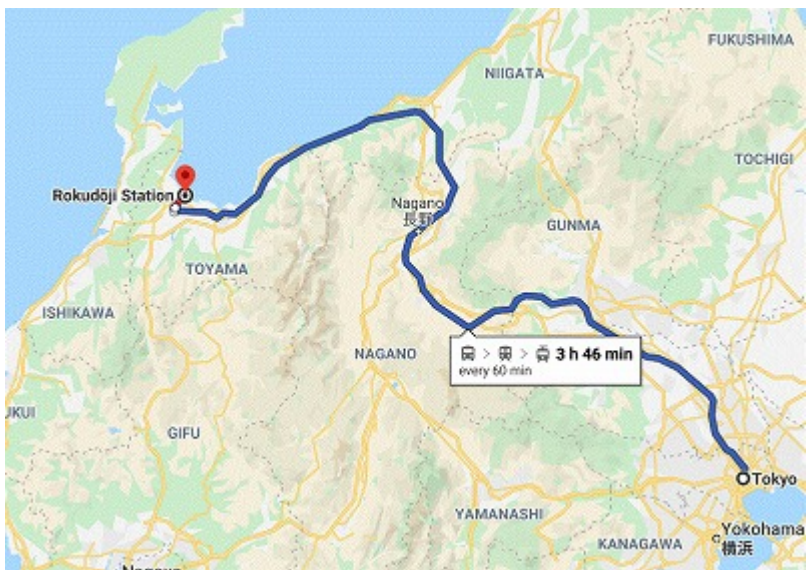 FUKUSHIMA
NIIGATA
TOCHIGI
Rokudōji Station
Nagano
長野
GUNMA
TOYAMA
ISHIKAWA
> > 3 h 46 min
every 60 min
NAGANO
UKUI
GIFU
Tokyo
YAMANASHI
Yokohama
横浜
KANAGAWA
Nagoya